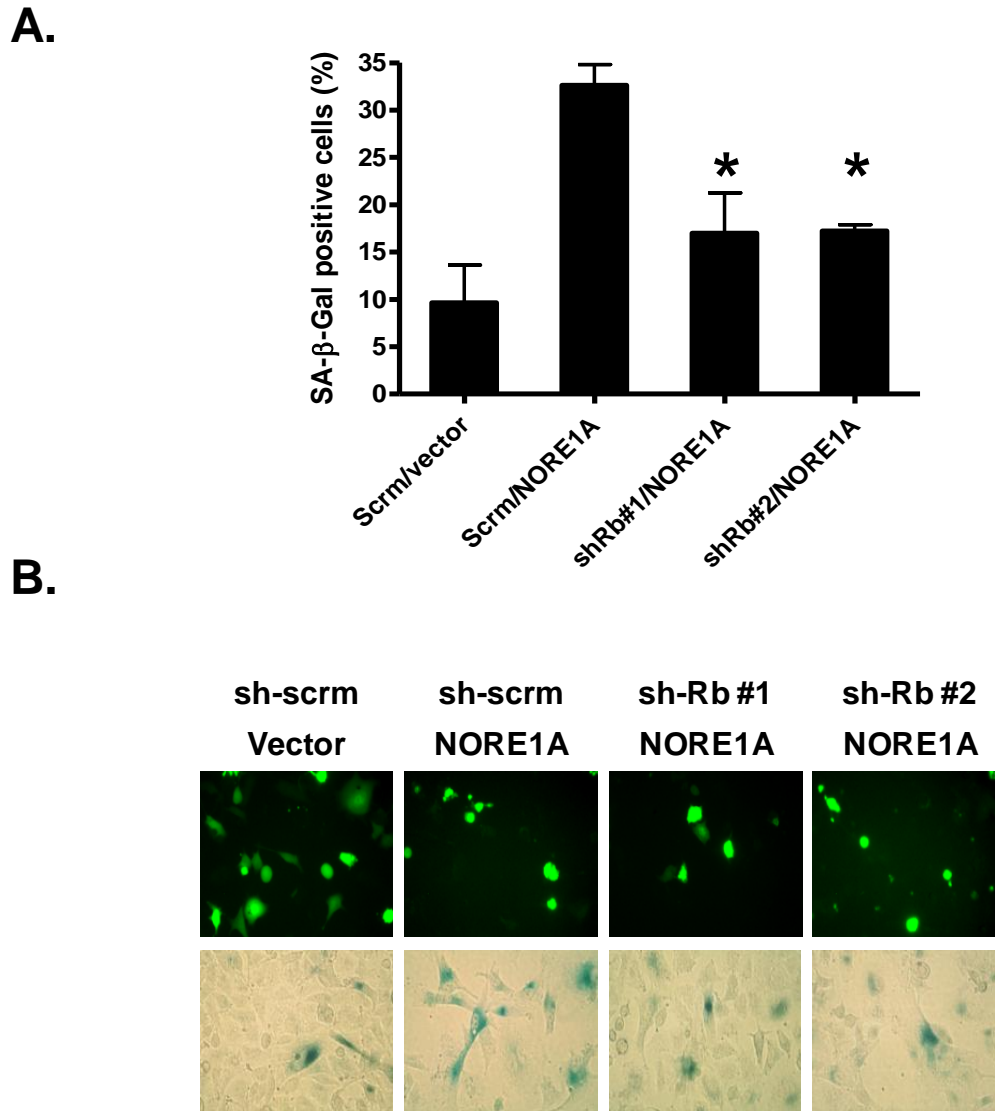 A.
SA-β-Gal positive cells (%)
35
30
25
20
15
10
5
0
* *
Scrm/vector
Scrm/NORE1A
shRb#1/NORE1A
shRb#2/NORE1A
B.
sh-scrm sh-scrm sh-Rb #1 sh-Rb #2
Vector NORE1A NORE1A NORE1A